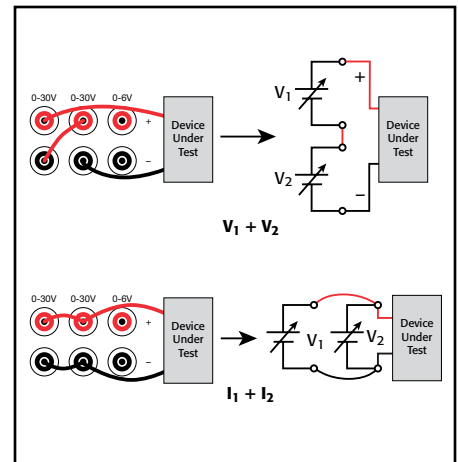 0-30V 0-30V 0-6V
+
−
Device
Under
Test
V1
V2
+
−
Device
Under
Test
V1 + V2
0-30V 0-30V 0-6V
+
−
Device
Under
Test
V1
V2
Device
Under
Test
I1 + I2